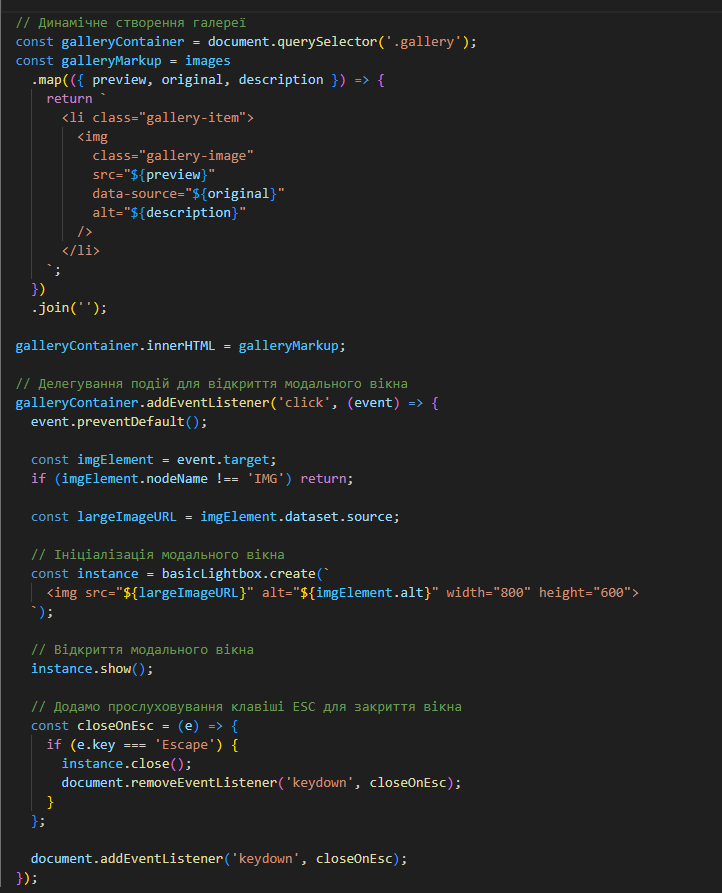 // Динамічне створення галереї
const galleryContainer = document.querySelector('.gallery');
const galleryMarkup = images
  .map(({ preview, original, description }) => {
    return `
      <li class="gallery-item">
        <img
          class="gallery-image"
          src="${preview}"
          data-source="${original}"
          alt="${description}"
        />
      </li>
    `;
  })
  .join('');

galleryContainer.innerHTML = galleryMarkup;

// Делегування подій для відкриття модального вікна
galleryContainer.addEventListener('click', (event) => {
  event.preventDefault();

  const imgElement = event.target;
  if (imgElement.nodeName !== 'IMG') return;

  const largeImageURL = imgElement.dataset.source;

  // Ініціалізація модального вікна
  const instance = basicLightbox.create(`
    <img src="${largeImageURL}" alt="${imgElement.alt}" width="800" height="600">
  `);

  // Відкриття модального вікна
  instance.show();

  // Додамо прослуховування клавіші ESC для закриття вікна
  const closeOnEsc = (e) => {
    if (e.key === 'Escape') {
      instance.close();
      document.removeEventListener('keydown', closeOnEsc);
    }
  };

  document.addEventListener('keydown', closeOnEsc);
});